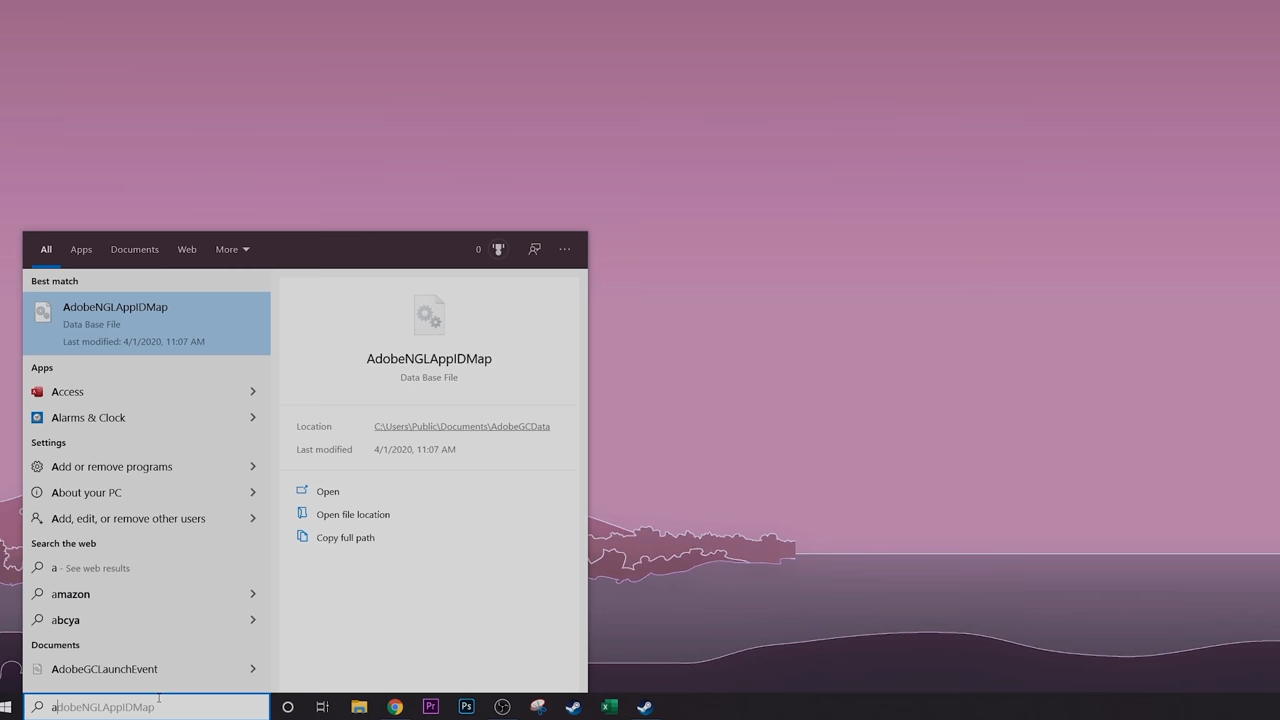 All Apps Documents Web More 0 ...
Best match
AdobeNGLAppIDMap
Data Base File
Last modified: 4/1/2020, 11:07 AM
Apps
Access
Alarms & Clock
Settings
Add or remove programs
About your PC
Add, edit, or remove other users
Search the web
a - See web results
amazon
abcya
Documents
AdobeGCLaunchEvent
AdobeNGLAppIDMap
Data Base File
Location C:\Users\Public\Documents\AdobeGCData
Last modified 4/1/2020, 11:07 AM
Open
Open file location
Copy full path
adobeNGLAppIDMap
Pr Ps